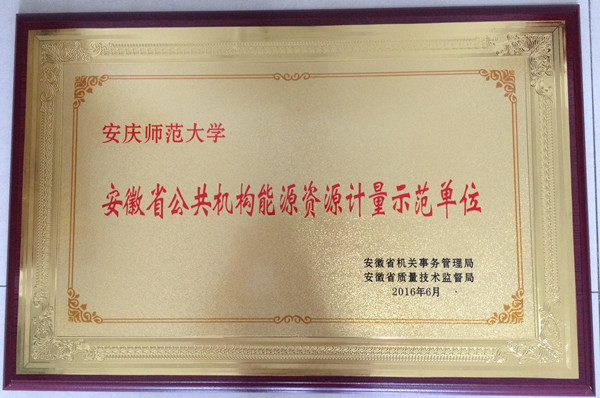 安庆师范大学
安徽省公共机构能源资源计量示范单位
安徽省机关事务管理局
安徽省质量技术监督局
2016年6月